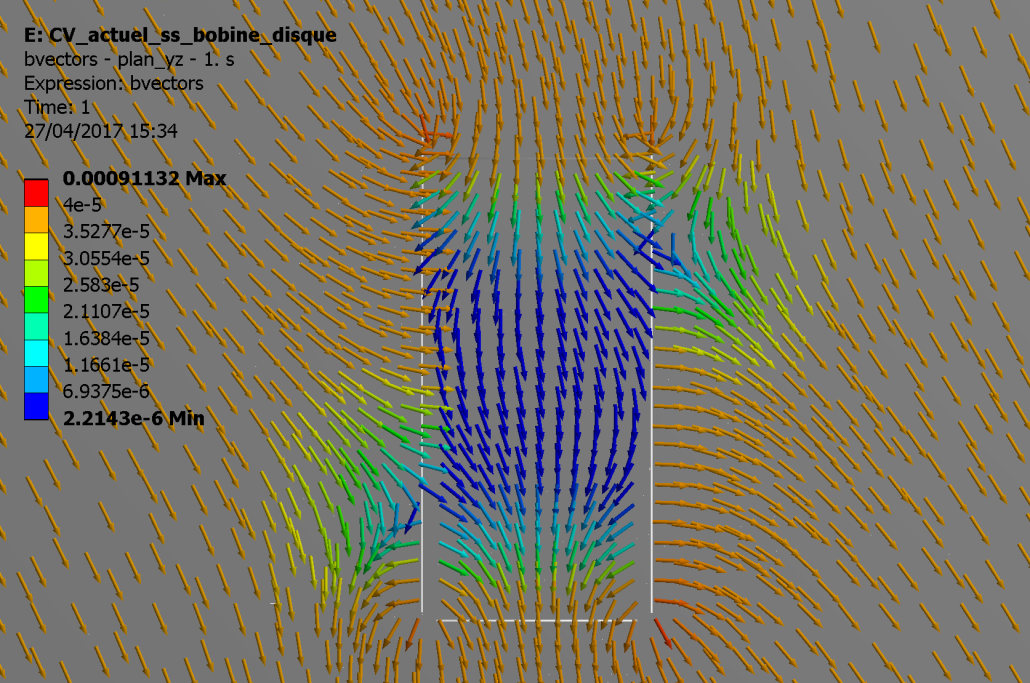 E: CV_actuel_ss_bobine_disque
bvectors - plan_yz - 1. s
Expression: bvectors
Time: 1
27/04/2017 15:34
0.00091132 Max
4e-5
3.5277e-5
3.0554e-5
2.583e-5
2.1107e-5
1.6384e-5
1.1661e-5
6.9375e-6
2.2143e-6 Min